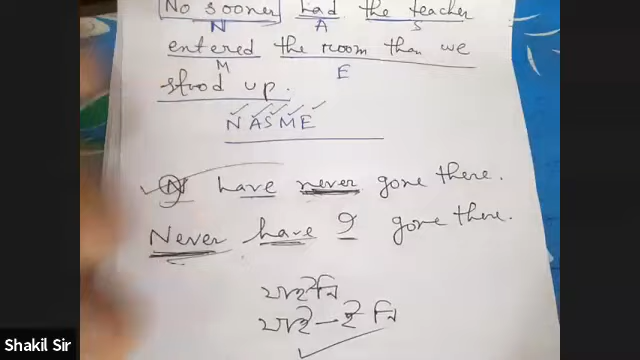 No sooner had the teacher
N A S
entered the room than we
M E
stood up.
NASME
have never gone there.
Never have I gone there.
যাইনি
যাই-ই নি
Shakil Sir